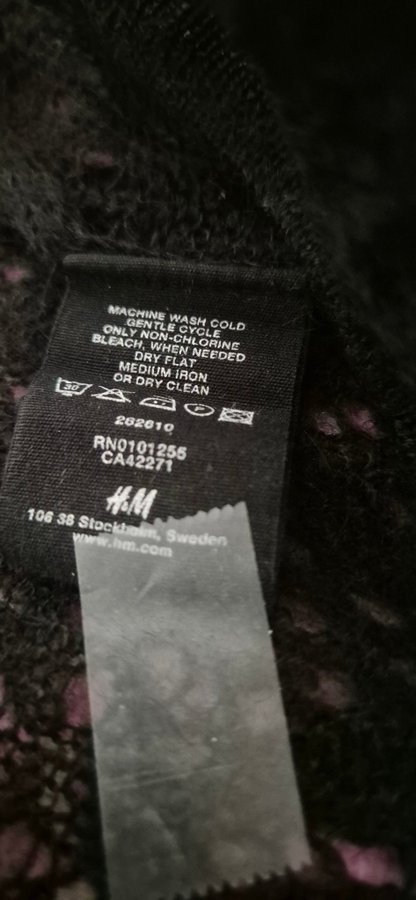 MACHINE WASH COLD
GENTLE CYCLE
ONLY NON-CHLORINE
BLEACH, WHEN NEEDED
DRY FLAT
MEDIUM IRON
OR DRY CLEAN
30 P
262610
RN0101255
CA42271
H&M
106 38 Stockholm, Sweden
www.hm.com